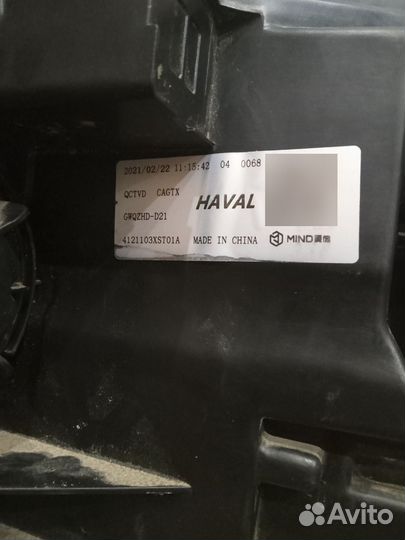 2021/02/22 11:15:42 04 0068
QCTVD CAGTX
HAVAL
GWQZHD-D21
4121103XST01A MADE IN CHINA MIND
Avito